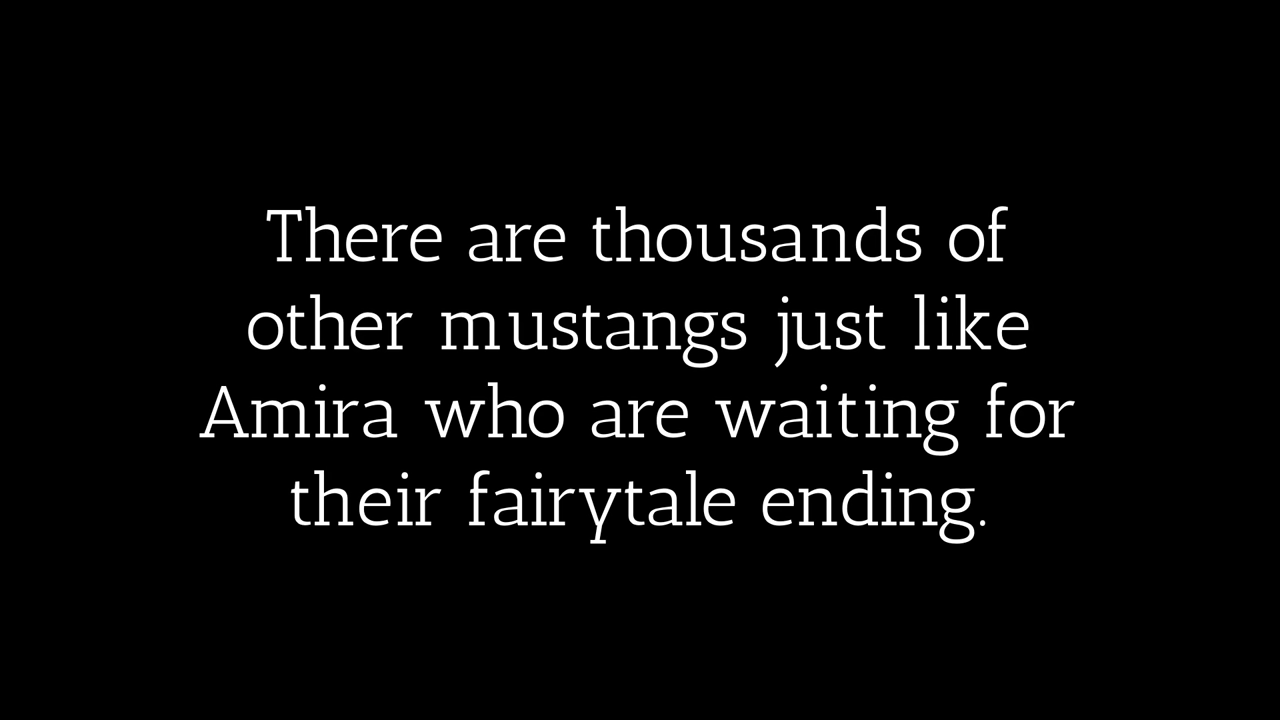 There are thousands of
other mustangs just like
Amira who are waiting for
their fairytale ending.